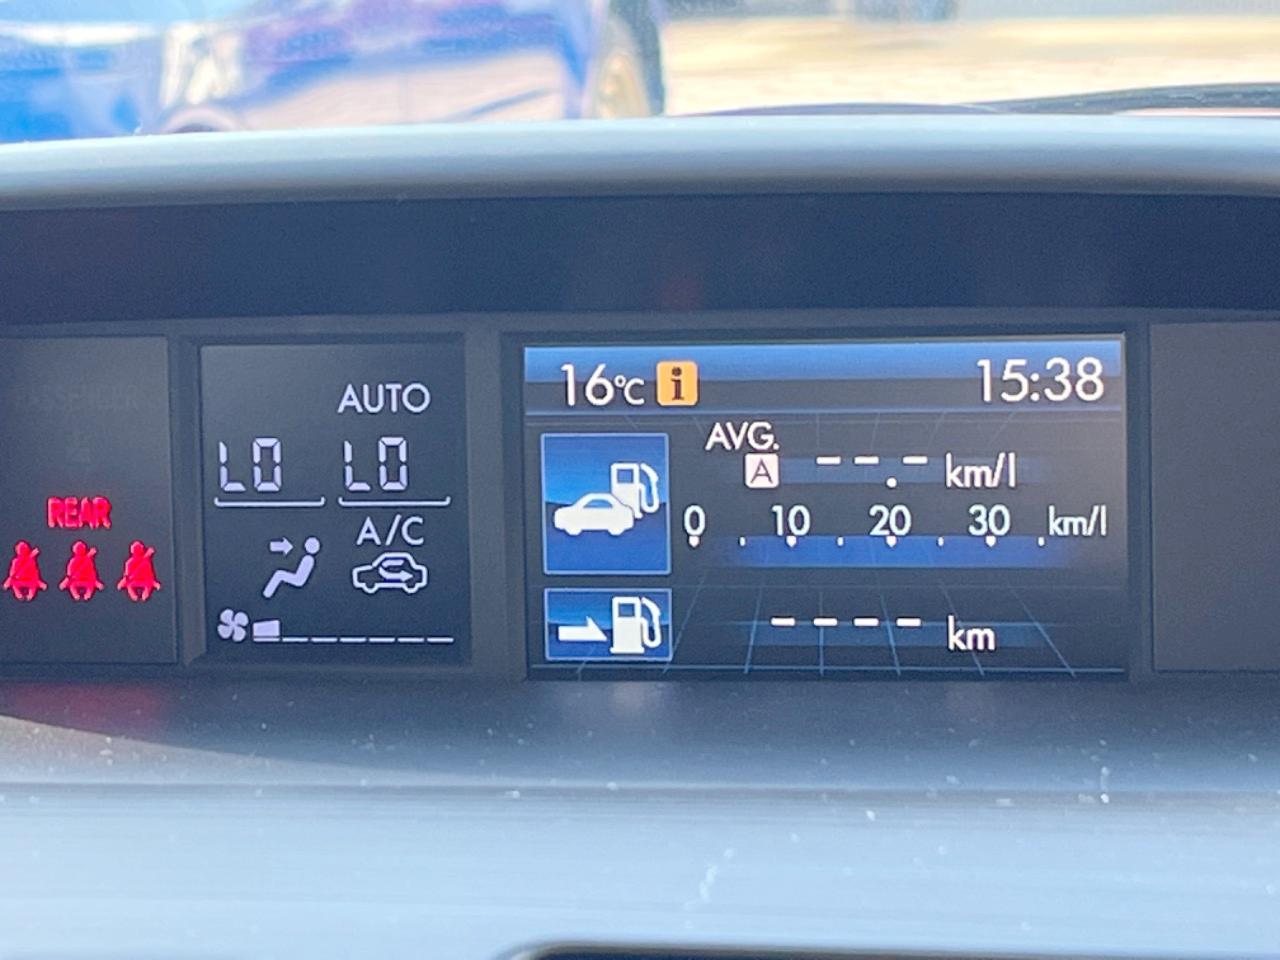 AUTO
LO LO
A/C
REAR
16°C i 15:38
AVG.
A --.- km/l
0 10 20 30 km/l
---- km